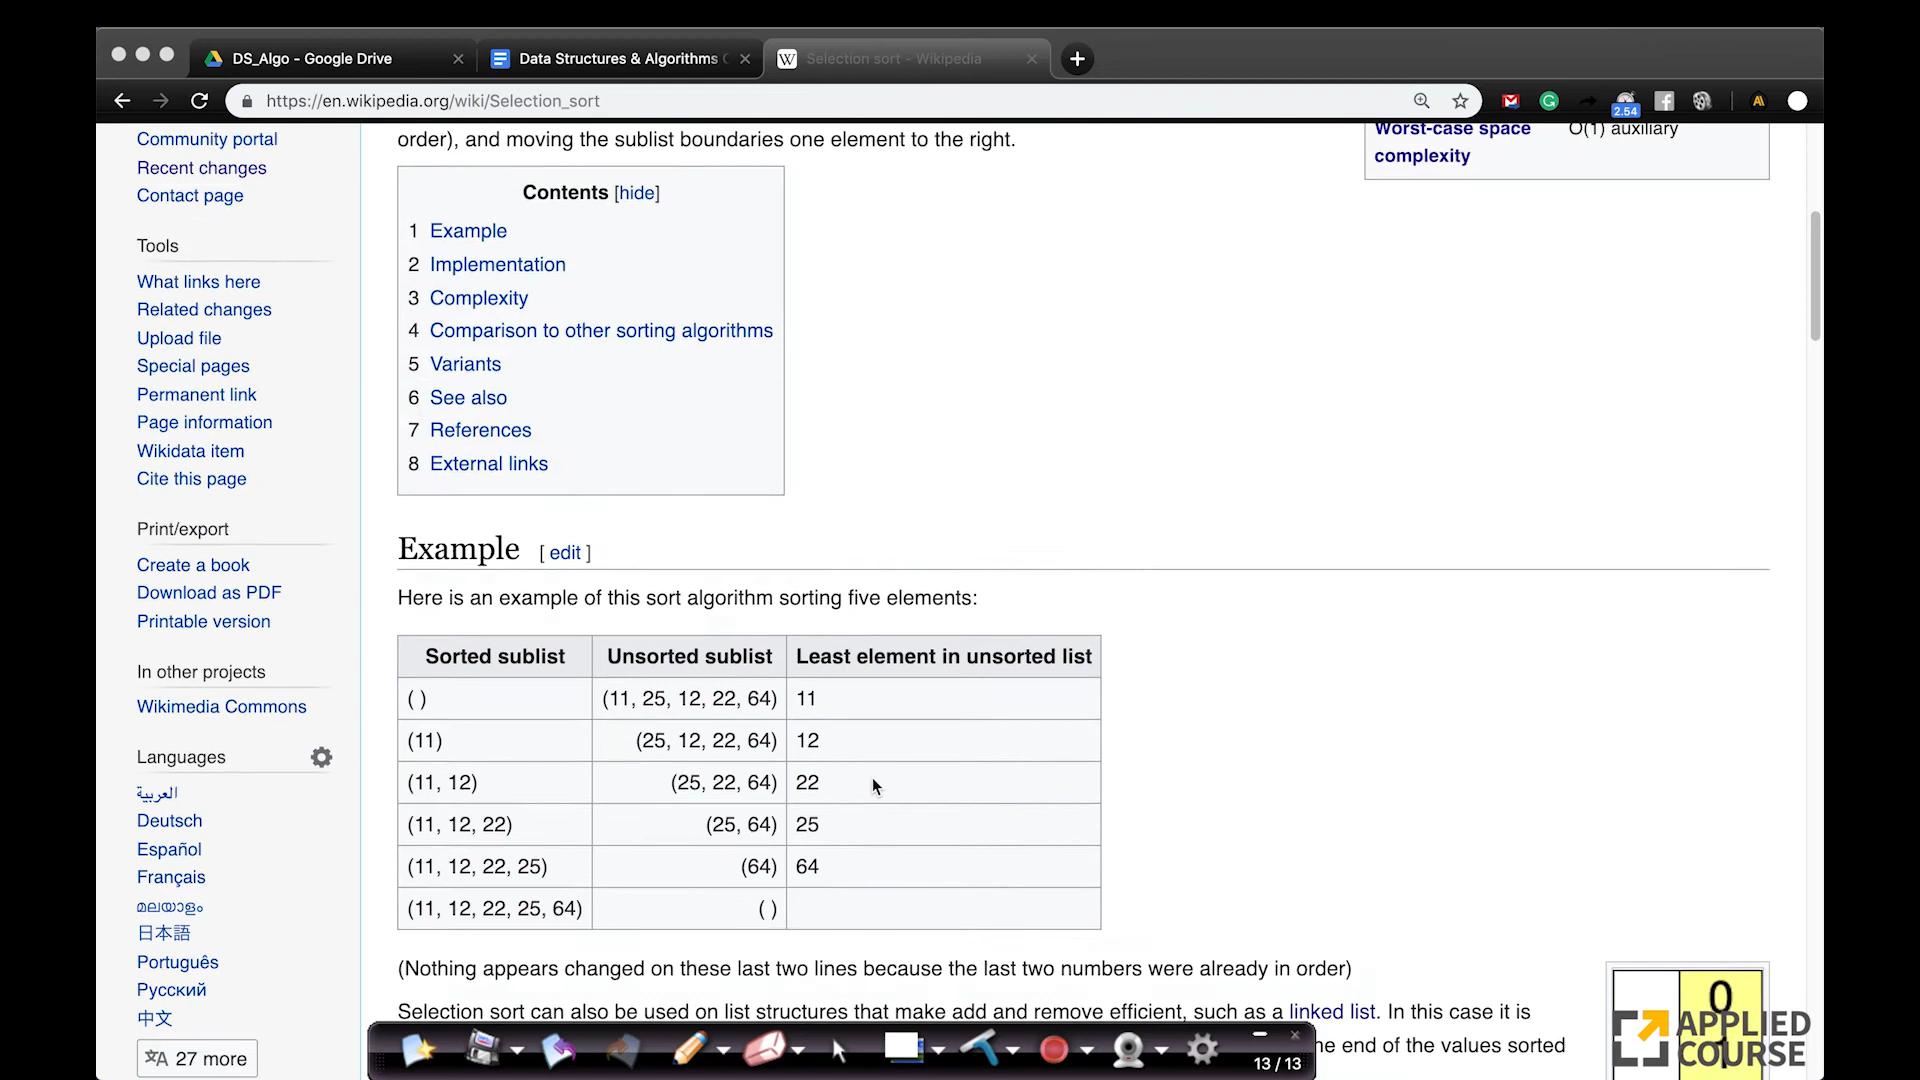 DS_Algo - Google Drive
Data Structures & Algorithms
Selection sort - Wikipedia
https://en.wikipedia.org/wiki/Selection_sort
2.54
Community portal
Recent changes
Contact page
Tools
What links here
Related changes
Upload file
Special pages
Permanent link
Page information
Wikidata item
Cite this page
Print/export
Create a book
Download as PDF
Printable version
In other projects
Wikimedia Commons
Languages
العربية
Deutsch
Español
Français
മലയാളം
日本語
Português
Русский
中文
27 more
order), and moving the sublist boundaries one element to the right.
Worst-case space O(1) auxiliary
complexity
Contents [hide]
1 Example
2 Implementation
3 Complexity
4 Comparison to other sorting algorithms
5 Variants
6 See also
7 References
8 External links
Example [ edit ]
Here is an example of this sort algorithm sorting five elements:
Sorted sublist Unsorted sublist Least element in unsorted list
( ) (11, 25, 12, 22, 64) 11
(11) (25, 12, 22, 64) 12
(11, 12) (25, 22, 64) 22
(11, 12, 22) (25, 64) 25
(11, 12, 22, 25) (64) 64
(11, 12, 22, 25, 64) ( )
(Nothing appears changed on these last two lines because the last two numbers were already in order)
Selection sort can also be used on list structures that make add and remove efficient, such as a linked list. In this case it is
he end of the values sorted
0
13 / 13
APPLIED
COURSE